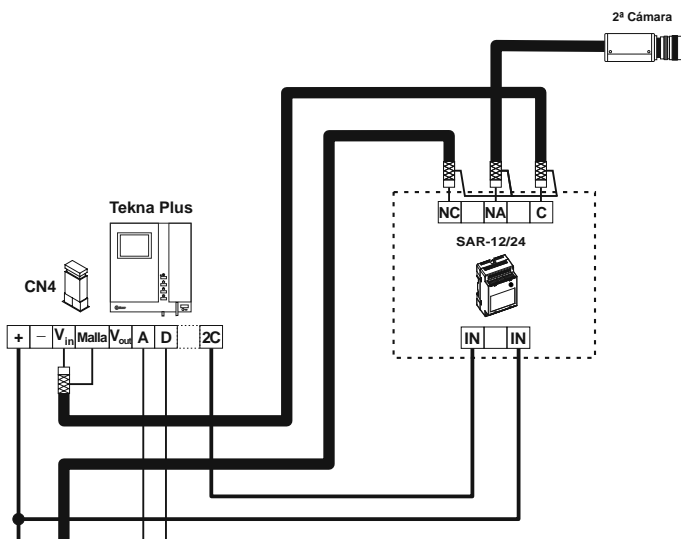 2ª Cámara
NC NA C
SAR-12/24
Tekna Plus
CN4
+ – Vin Malla Vout A D 2C
IN IN